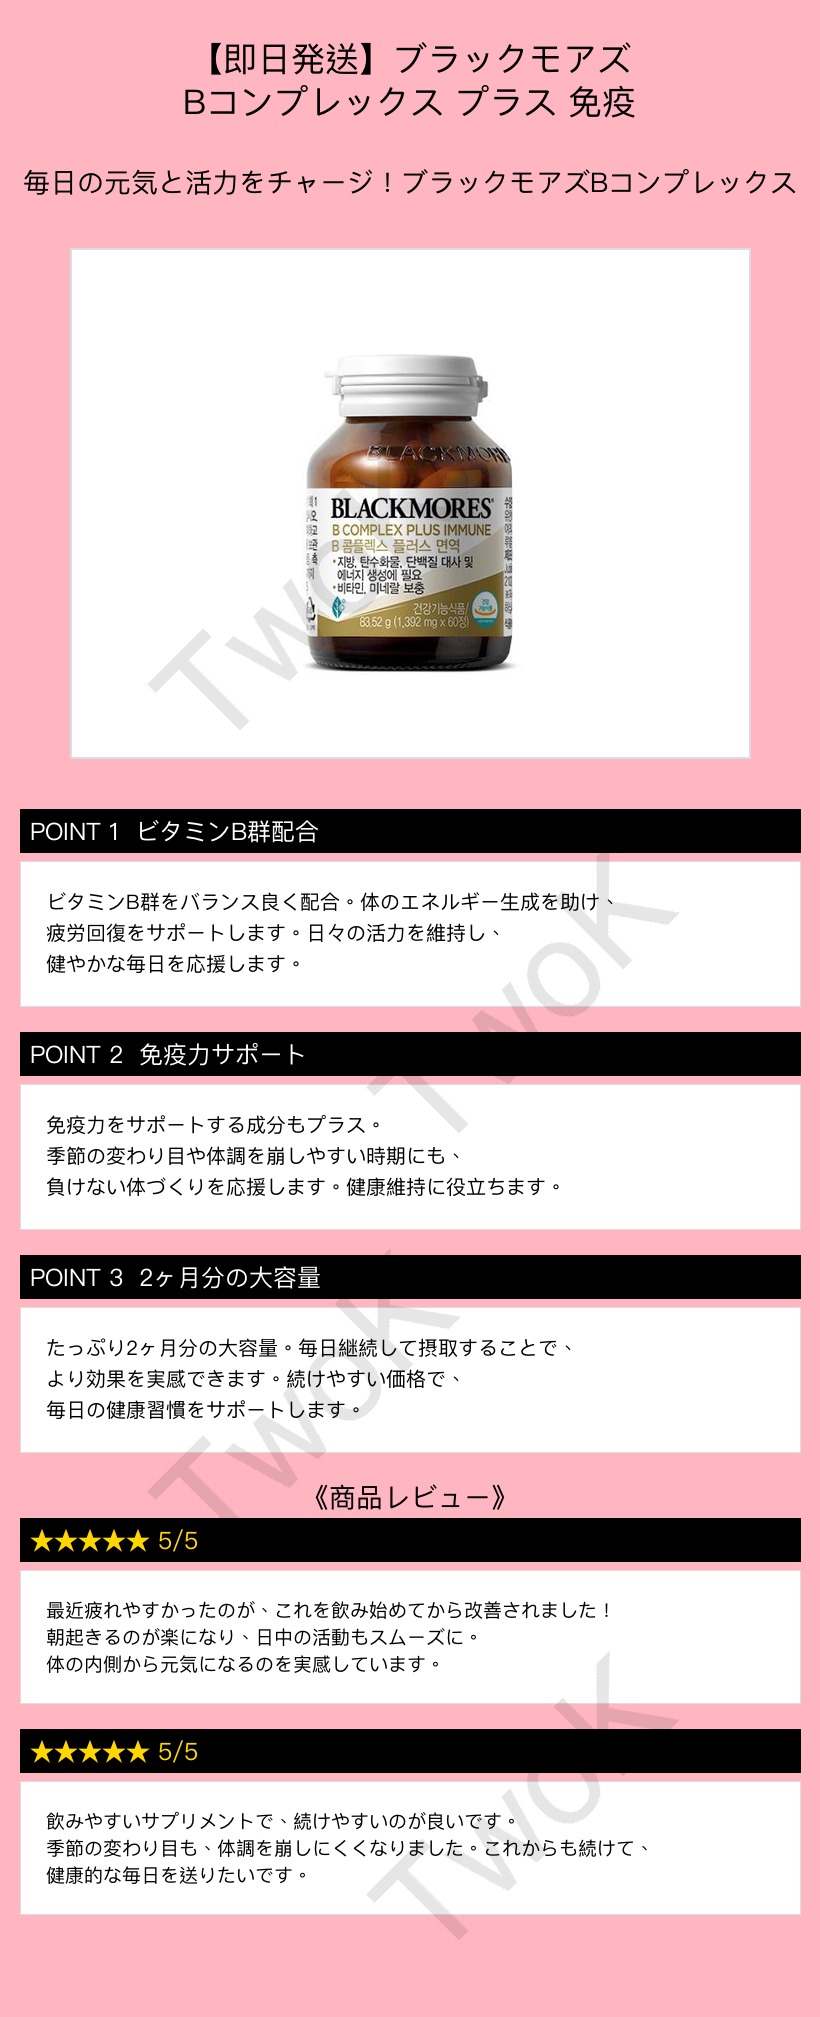 【即日発送】ブラックモアズ
Bコンプレックス プラス 免疫
毎日の元気と活力をチャージ！ブラックモアズBコンプレックス
BLACKMORES
BLACKMORES®
B COMPLEX PLUS IMMUNE
B 콤플렉스 플러스 면역
•지방, 탄수화물, 단백질 대사 및
에너지 생성에 필요
•비타민, 미네랄 보충
건강기능식품/
83.52 g (1,392 mg x 60정)
TwoK
POINT 1 ビタミンB群配合
ビタミンB群をバランス良く配合。体のエネルギー生成を助け、
疲労回復をサポートします。日々の活力を維持し、
健やかな毎日を応援します。
TwoK
POINT 2 免疫力サポート
免疫力をサポートする成分もプラス。
季節の変わり目や体調を崩しやすい時期にも、
負けない体づくりを応援します。健康維持に役立ちます。
POINT 3 2ヶ月分の大容量
たっぷり2ヶ月分の大容量。毎日継続して摂取することで、
より効果を実感できます。続けやすい価格で、
毎日の健康習慣をサポートします。
TwoK
《商品レビュー》
★★★★★ 5/5
最近疲れやすかったのが、これを飲み始めてから改善されました！
朝起きるのが楽になり、日中の活動もスムーズに。
体の内側から元気になるのを実感しています。
★★★★★ 5/5
飲みやすいサプリメントで、続けやすいのが良いです。
季節の変わり目も、体調を崩しにくくなりました。これからも続けて、
健康的な毎日を送りたいです。
TwoK